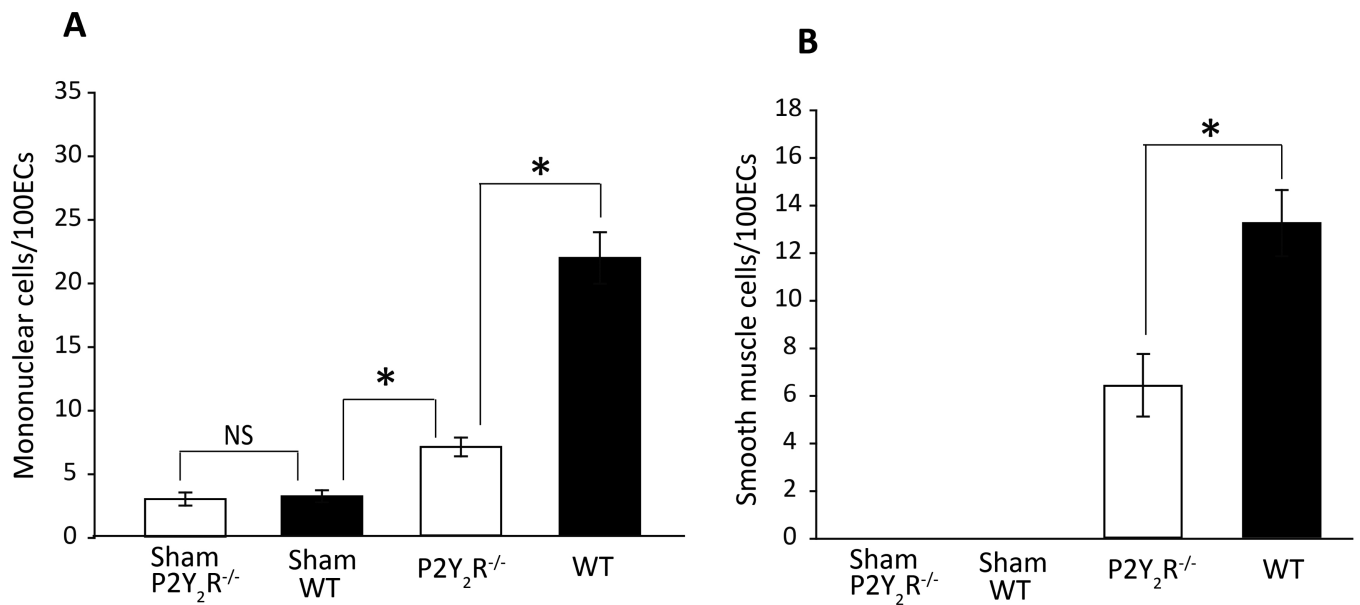 A
Mononuclear cells/100ECs
35
30
25
20
15
10
5
0
NS
*
*
Sham
P2Y₂R⁻/⁻
Sham
WT
P2Y₂R⁻/⁻
WT
B
Smooth muscle cells/100ECs
18
16
14
12
10
8
6
4
2
0
*
Sham
P2Y₂R⁻/⁻
Sham
WT
P2Y₂R⁻/⁻
WT